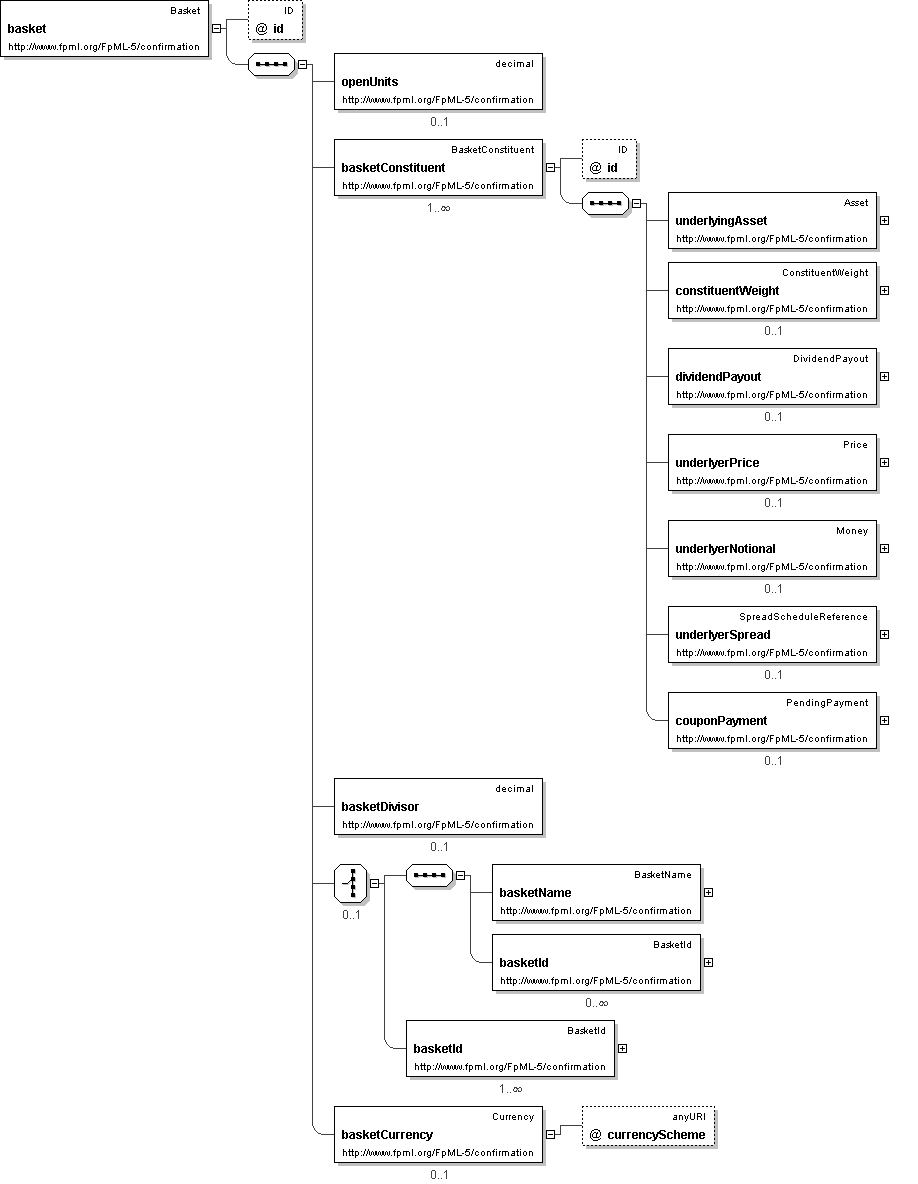 Basket
basket
http://www.fpml.org/FpML-5/confirmation
ID
@ id
decimal
openUnits
http://www.fpml.org/FpML-5/confirmation
0..1
BasketConstituent
basketConstituent
http://www.fpml.org/FpML-5/confirmation
1..∞
ID
@ id
Asset
underlyingAsset
http://www.fpml.org/FpML-5/confirmation
ConstituentWeight
constituentWeight
http://www.fpml.org/FpML-5/confirmation
0..1
DividendPayout
dividendPayout
http://www.fpml.org/FpML-5/confirmation
0..1
Price
underlyerPrice
http://www.fpml.org/FpML-5/confirmation
0..1
Money
underlyerNotional
http://www.fpml.org/FpML-5/confirmation
0..1
SpreadScheduleReference
underlyerSpread
http://www.fpml.org/FpML-5/confirmation
0..1
PendingPayment
couponPayment
http://www.fpml.org/FpML-5/confirmation
0..1
decimal
basketDivisor
http://www.fpml.org/FpML-5/confirmation
0..1
0..1
BasketName
basketName
http://www.fpml.org/FpML-5/confirmation
BasketId
basketId
http://www.fpml.org/FpML-5/confirmation
0..∞
BasketId
basketId
http://www.fpml.org/FpML-5/confirmation
1..∞
Currency
basketCurrency
http://www.fpml.org/FpML-5/confirmation
0..1
anyURI
@ currencyScheme